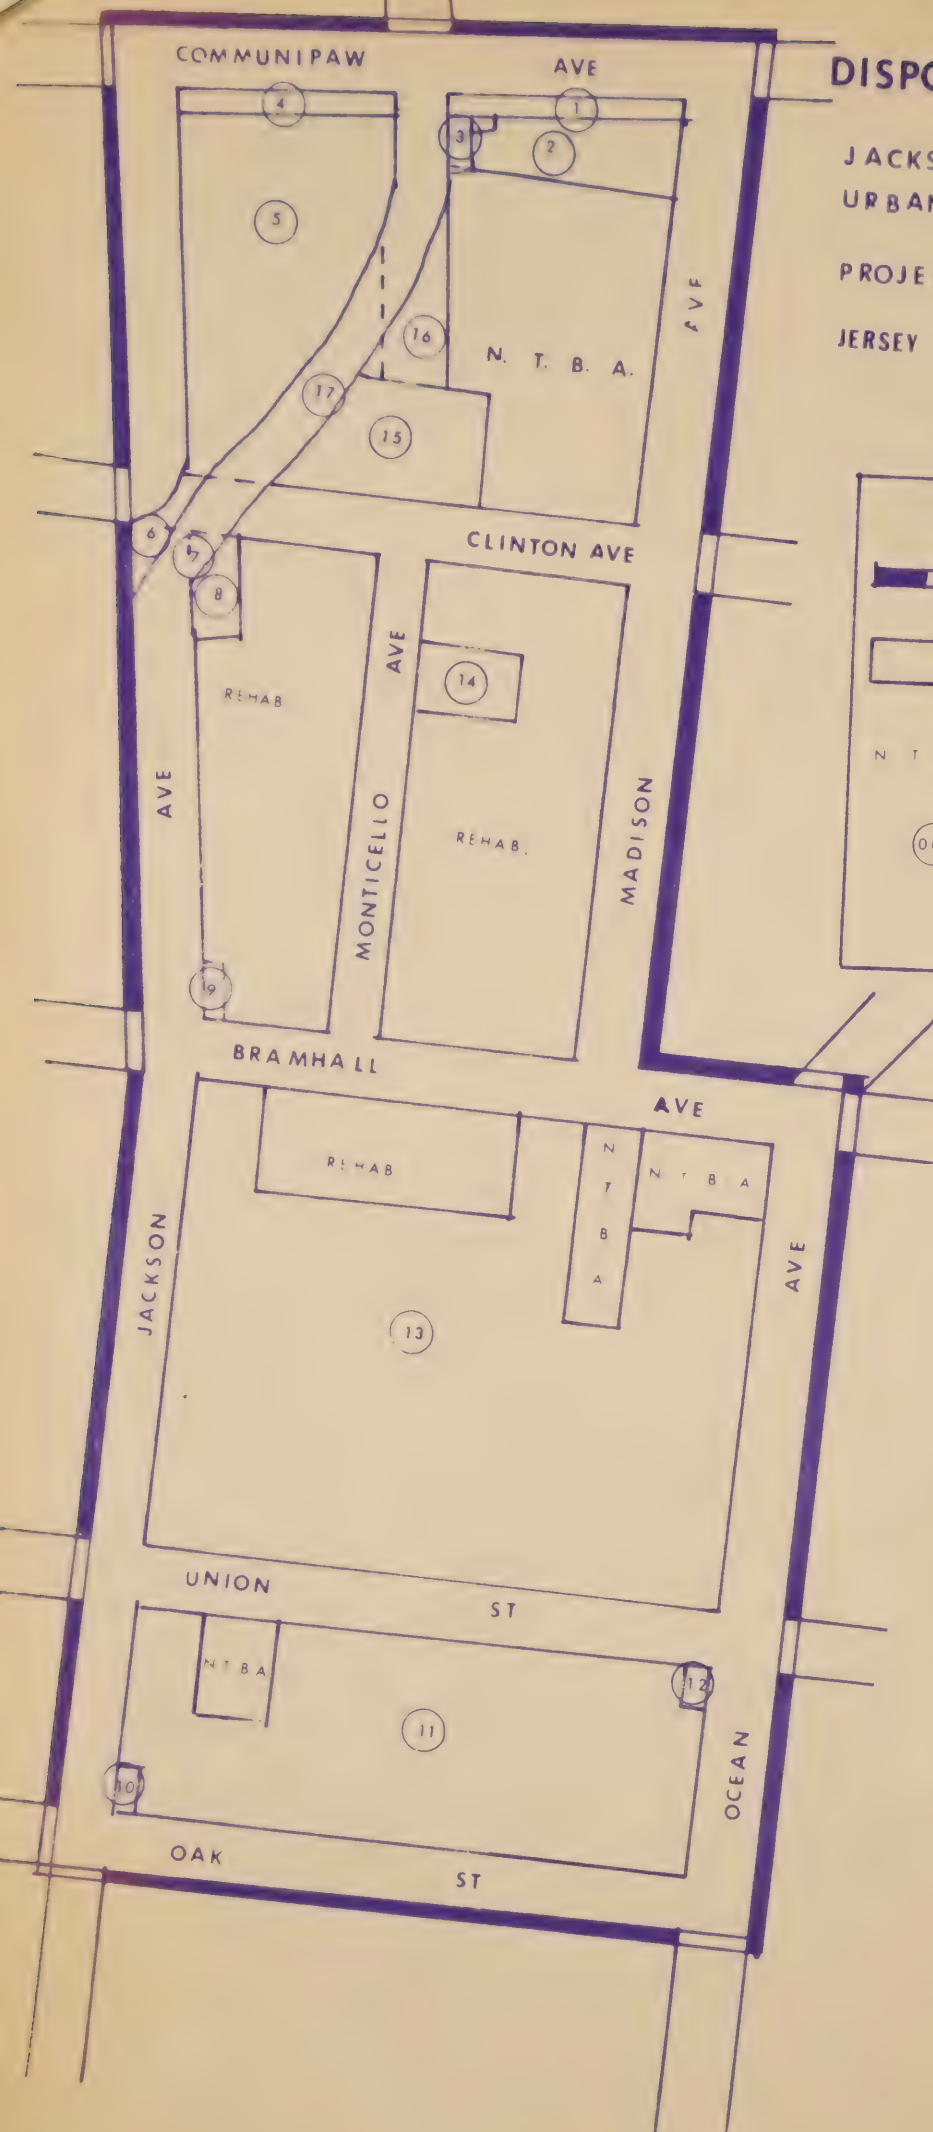 COMMUNIPAW AVE
4
1
3
2
5
AVE
16
N. T. B. A.
17
15
6
7
CLINTON AVE
8
AVE
14
REHAB
AVE
MONTICELLO
REHAB.
MADISON
9
BRAMHALL AVE
REHAB
N T B A
N T B A
JACKSON
AVE
13
UNION ST
N T B A
12
11
10
OCEAN
OAK ST
DISPO
JACKS
URBAN
PROJE
JERSEY
N T